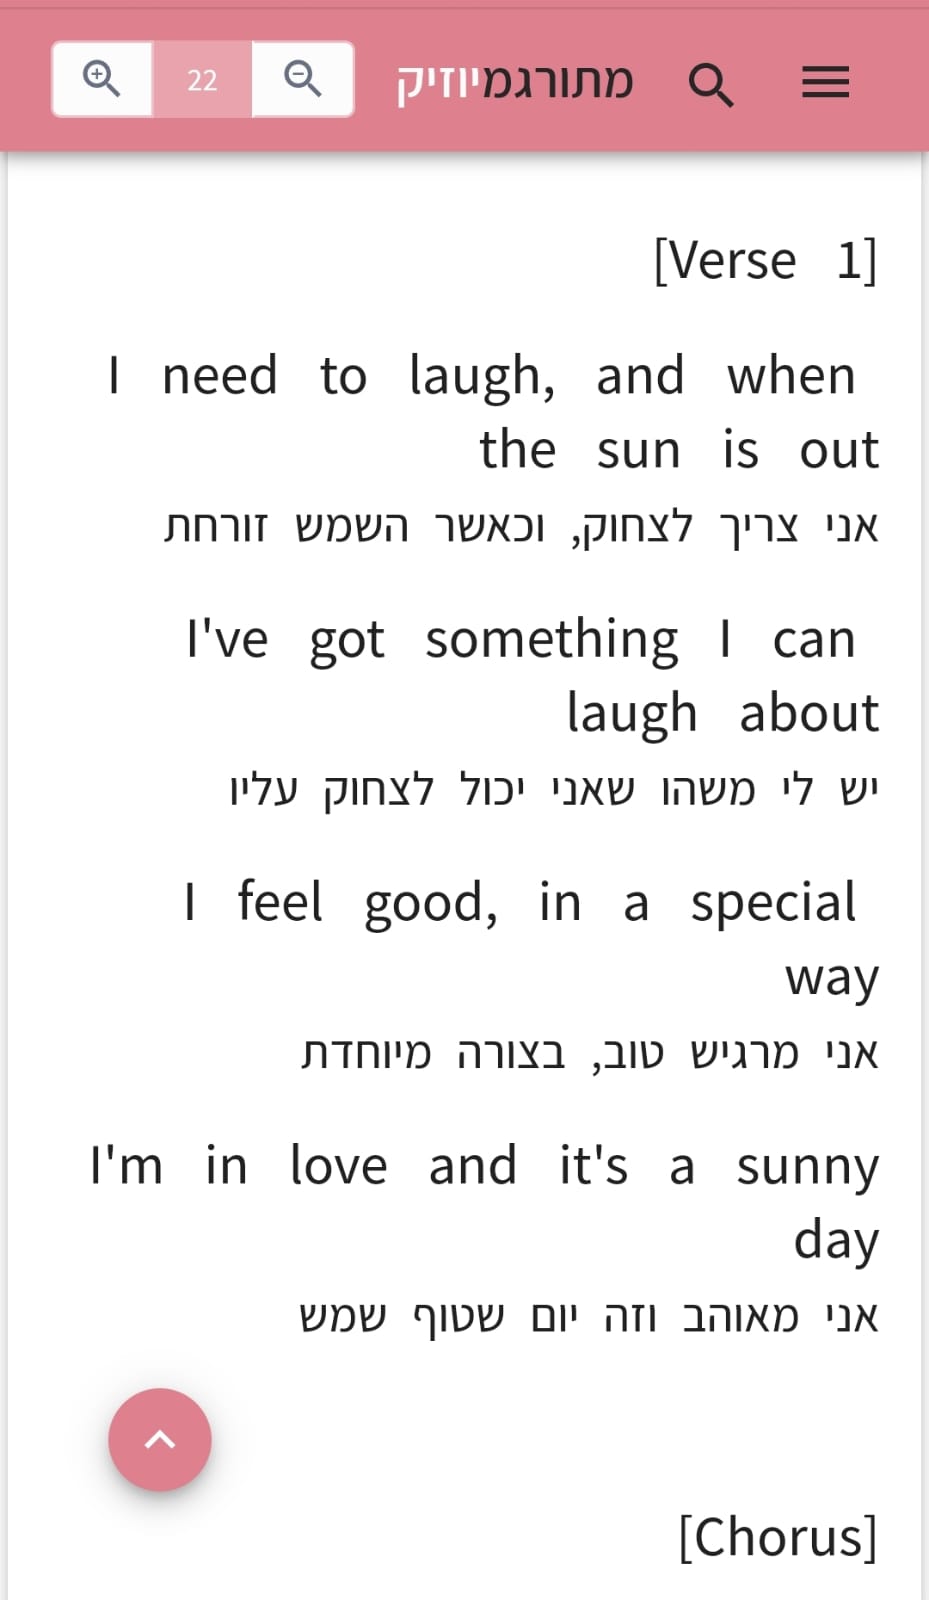 מתורגמיוזיק
22
[Verse 1]
I need to laugh, and when
the sun is out
אני צריך לצחוק, וכאשר השמש זורחת
I've got something I can
laugh about
יש לי משהו שאני יכול לצחוק עליו
I feel good, in a special
way
אני מרגיש טוב, בצורה מיוחדת
I'm in love and it's a sunny
day
אני מאוהב וזה יום שטוף שמש
[Chorus]